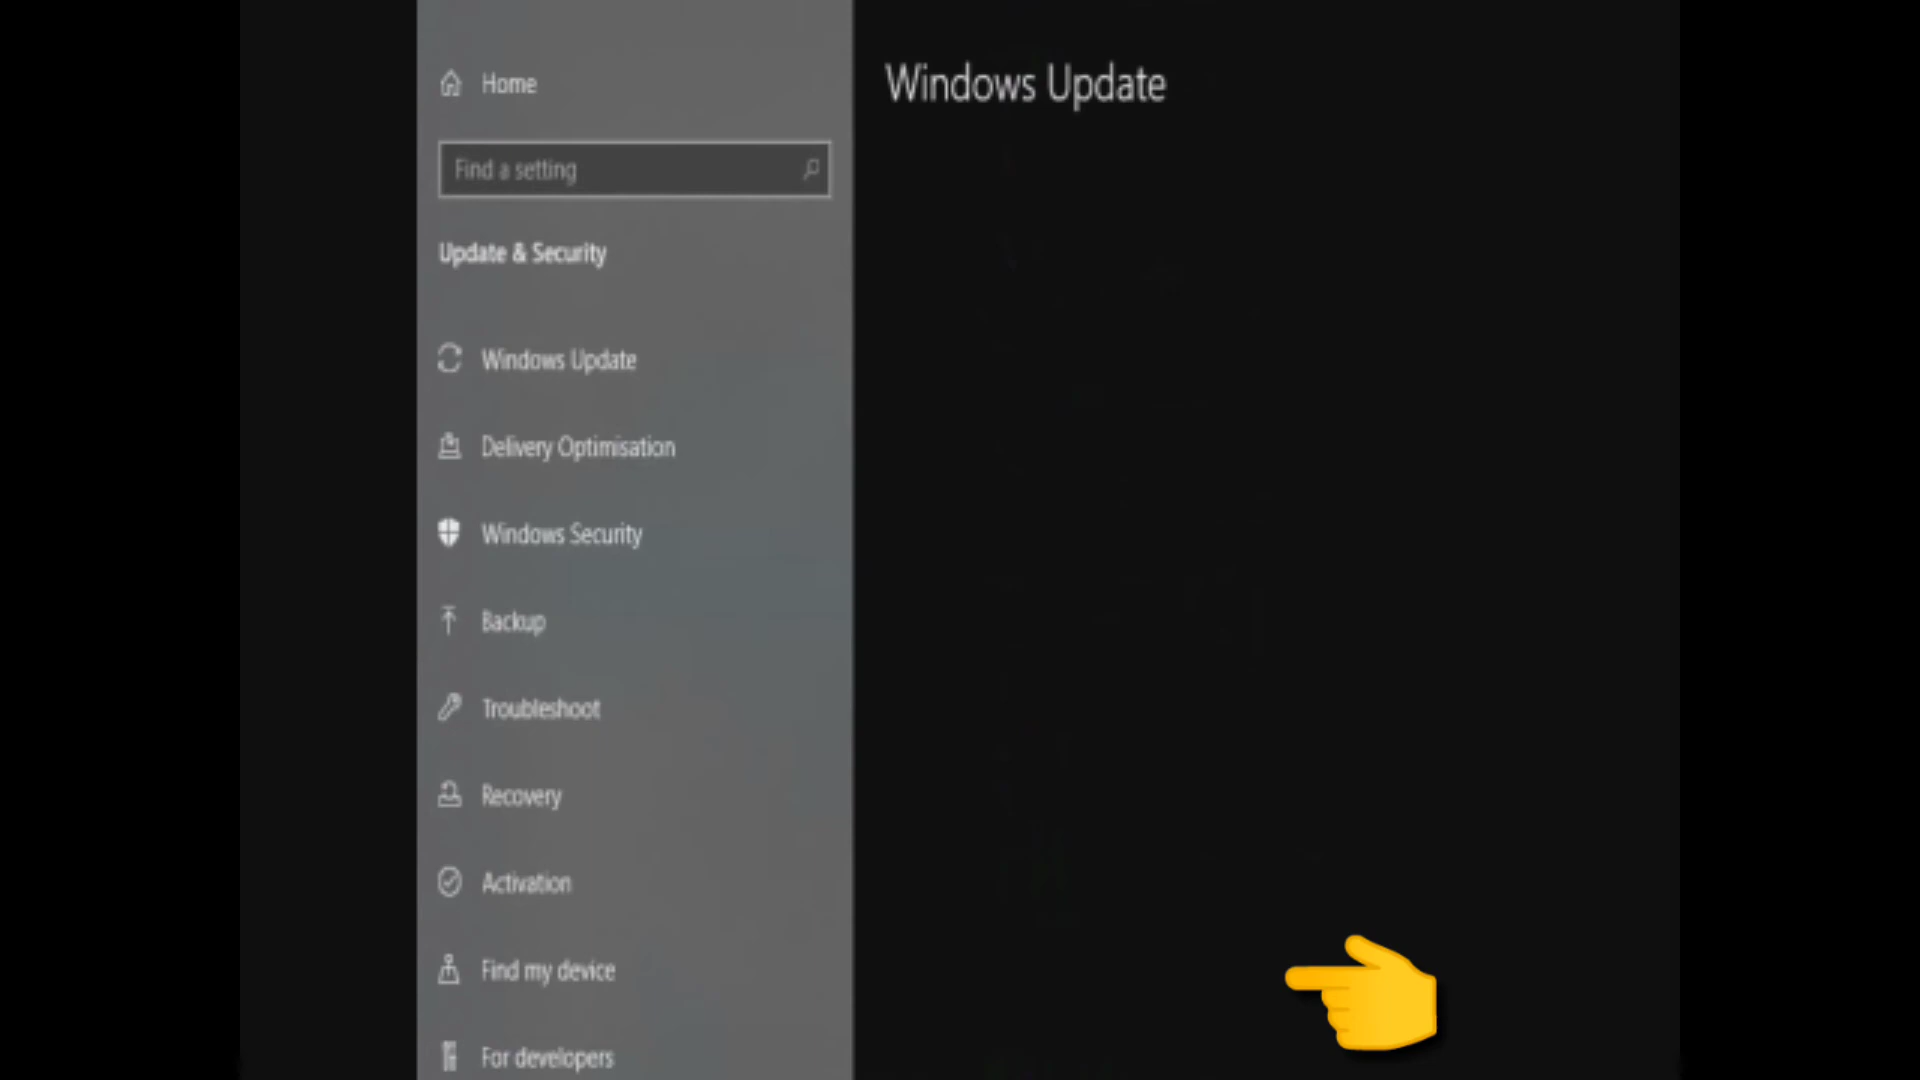 Home
Find a setting
Update & Security
Windows Update
Delivery Optimisation
Windows Security
Backup
Troubleshoot
Recovery
Activation
Find my device
For developers
Windows Update